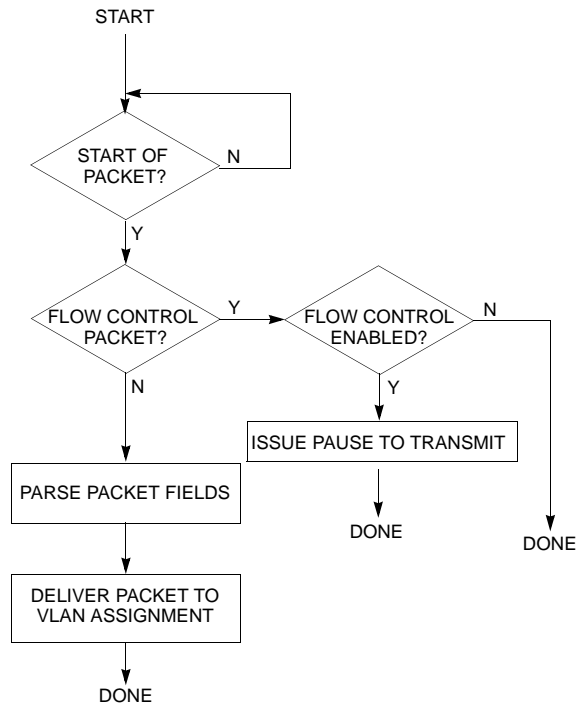 START
START OF
PACKET?
N
Y
FLOW CONTROL
PACKET?
Y
FLOW CONTROL
ENABLED?
N
N
Y
ISSUE PAUSE TO TRANSMIT
PARSE PACKET FIELDS
DONE
DONE
DELIVER PACKET TO
VLAN ASSIGNMENT
DONE